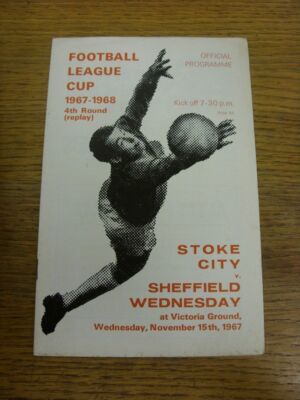 FOOTBALL
LEAGUE
CUP
1967-1968
4th Round
(replay)
OFFICIAL
PROGRAMME
Kick off 7-30 p.m.
STOKE
CITY
v.
SHEFFIELD
WEDNESDAY
at Victoria Ground,
Wednesday, November 15th, 1967